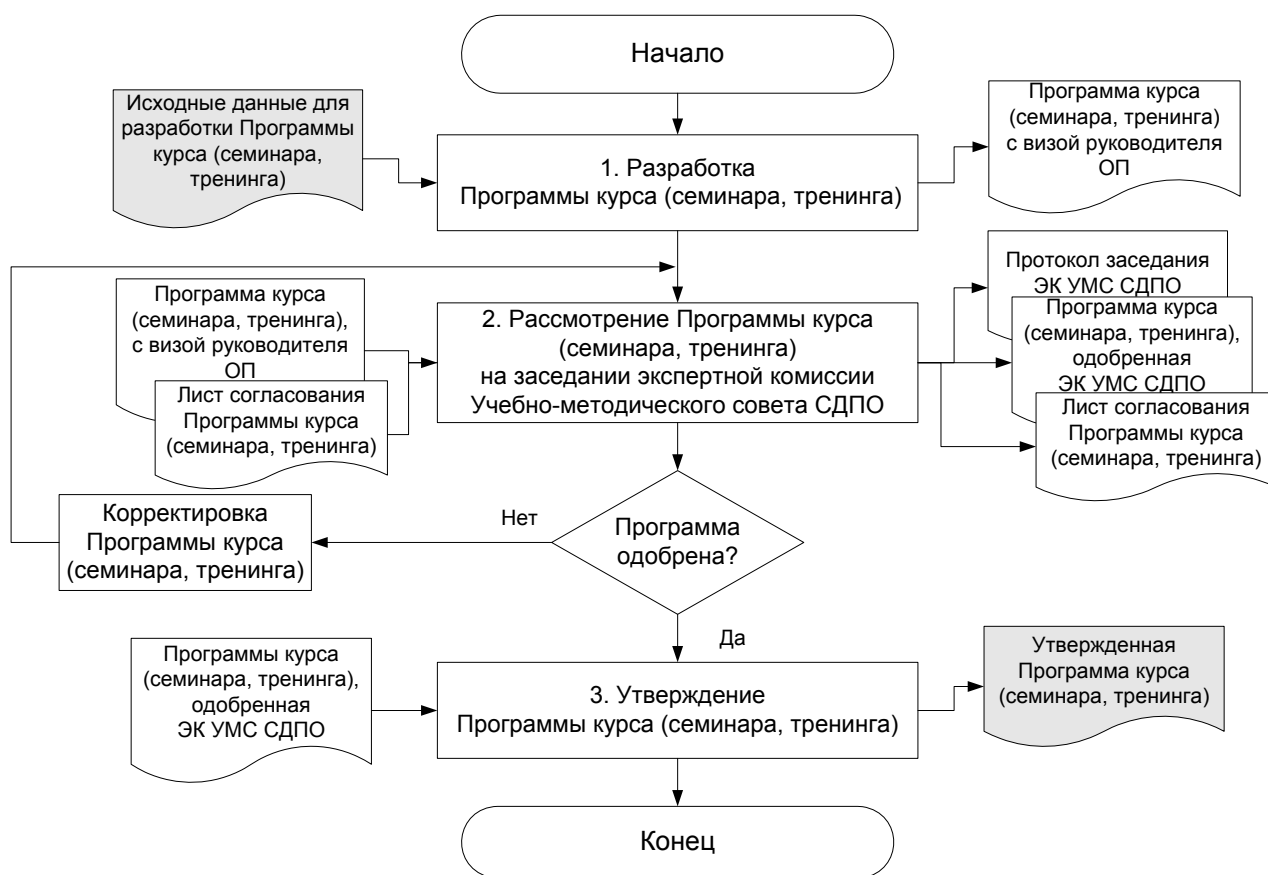 Начало
Исходные данные для
разработки Программы
курса (семинара,
тренинга)
1. Разработка
Программы курса (семинара, тренинга)
Программа курса
(семинара, тренинга)
с визой руководителя
ОП
Программа курса
(семинара, тренинга),
с визой руководителя
ОП
Лист согласования
Программы курса
(семинара, тренинга)
2. Рассмотрение Программы курса
(семинара, тренинга)
на заседании экспертной комиссии
Учебно-методического совета СДПО
Протокол заседания
ЭК УМС СДПО
Программа курса
(семинара, тренинга),
одобренная
ЭК УМС СДПО
Лист согласования
Программы курса
(семинара, тренинга)
Корректировка
Программы курса
(семинара, тренинга)
Нет
Программа
одобрена?
Да
Программы курса
(семинара, тренинга),
одобренная
ЭК УМС СДПО
3. Утверждение
Программы курса (семинара, тренинга)
Утвержденная
Программа курса
(семинара, тренинга)
Конец